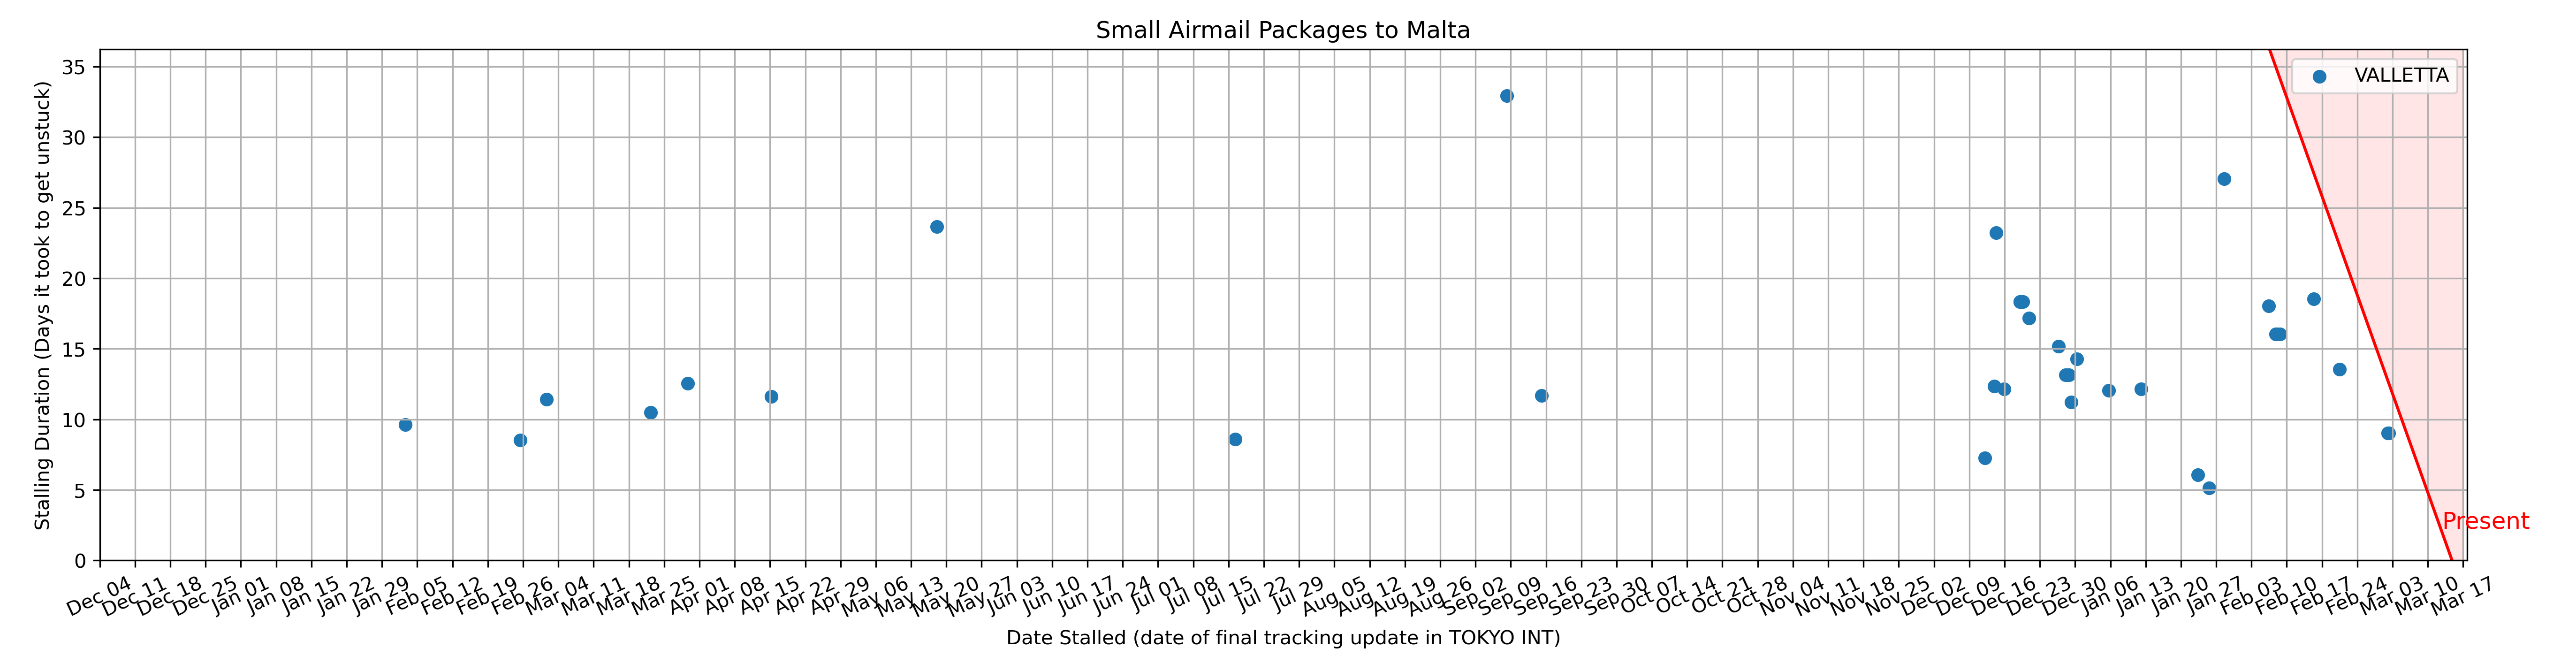 Small Airmail Packages to Malta
Stalling Duration (Days it took to get unstuck)
35
30
25
20
15
10
5
0
VALLETTA
Present
Dec 04
Dec 11
Dec 18
Dec 25
Jan 01
Jan 08
Jan 15
Jan 22
Jan 29
Feb 05
Feb 12
Feb 19
Feb 26
Mar 04
Mar 11
Mar 18
Mar 25
Apr 01
Apr 08
Apr 15
Apr 22
Apr 29
May 06
May 13
May 20
May 27
Jun 03
Jun 10
Jun 17
Jun 24
Jul 01
Jul 08
Jul 15
Jul 22
Jul 29
Aug 05
Aug 12
Aug 19
Aug 26
Sep 02
Sep 09
Sep 16
Sep 23
Sep 30
Oct 07
Oct 14
Oct 21
Oct 28
Nov 04
Nov 11
Nov 18
Nov 25
Dec 02
Dec 09
Dec 16
Dec 23
Dec 30
Jan 06
Jan 13
Jan 20
Jan 27
Feb 03
Feb 10
Feb 17
Feb 24
Mar 03
Mar 10
Mar 17
Date Stalled (date of final tracking update in TOKYO INT)